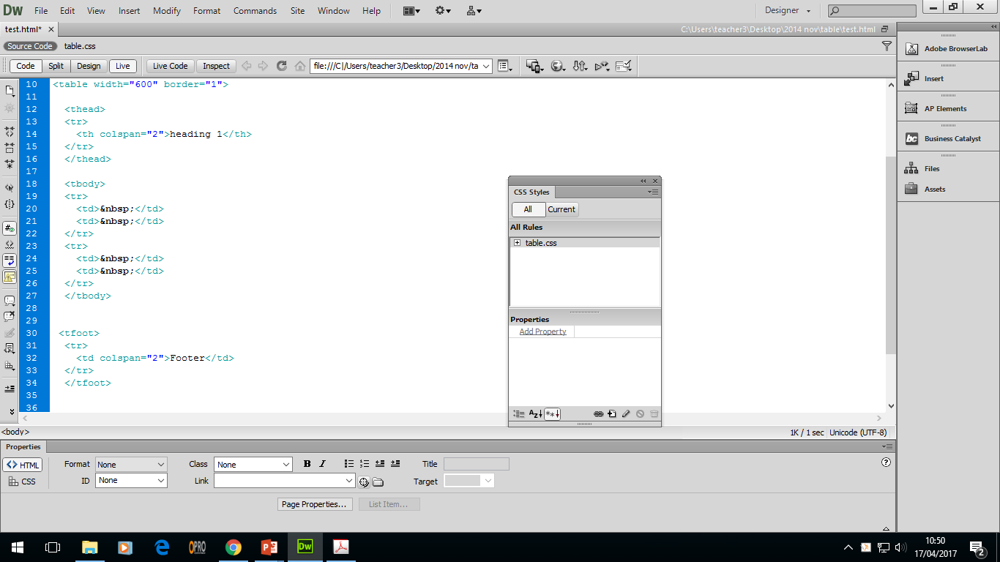 Dw File Edit View Insert Modify Format Commands Site Window Help Designer
test.html* C:\Users\teacher3\Desktop\2014 nov\table\test.html
Source Code table.css
Code Split Design Live Live Code Inspect file:///C|/Users/teacher3/Desktop/2014 nov/ta
10 <table width="600" border="1">
11
12 <thead>
13 <tr>
14 <th colspan="2">heading 1</th>
15 </tr>
16 </thead>
17
18 <tbody>
19 <tr>
20 <td>&nbsp;</td>
21 <td>&nbsp;</td>
22 </tr>
23 <tr>
24 <td>&nbsp;</td>
25 <td>&nbsp;</td>
26 </tr>
27 </tbody>
28
29
30 <tfoot>
31 <tr>
32 <td colspan="2">Footer</td>
33 </tr>
34 </tfoot>
35
36
CSS Styles
All Current
All Rules
table.css
Properties
Add Property
Adobe BrowserLab
Insert
AP Elements
bc Business Catalyst
Files
Assets
<body> 1K / 1 sec Unicode (UTF-8)
Properties
HTML Format None Class None B I Title
CSS ID None Link Target
Page Properties... List Item...
OPRO Dw
10:50
17/04/2017
2